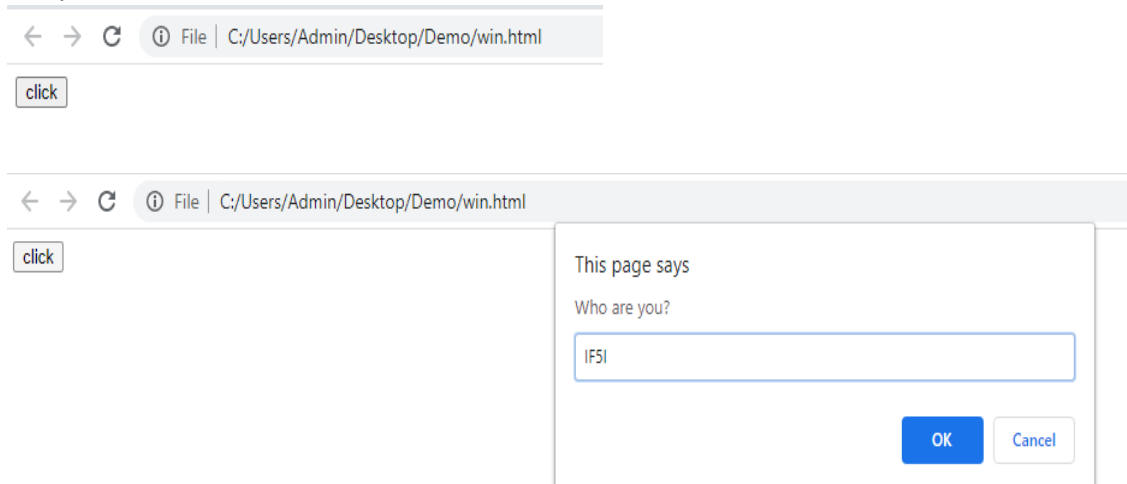 File C:/Users/Admin/Desktop/Demo/win.html
click
File C:/Users/Admin/Desktop/Demo/win.html
click
This page says
Who are you?
IF5I
OK Cancel